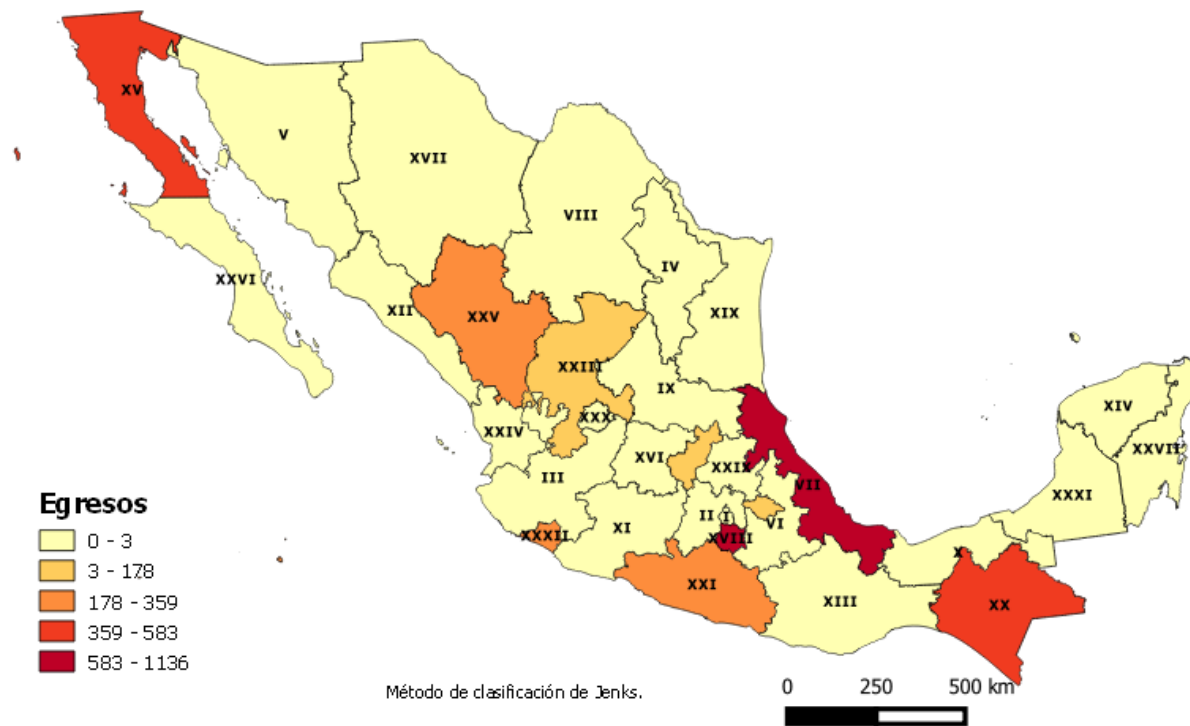 XV
V
XVII
VIII
IV
XXVI
XII
XXV
XIX
XXIII
IX
XXX
XXIV
XVI
XXIX
XIV
XXVII
III
VII
XXXI
II
I
VI
XXXII
XI
XVIII
X
XXI
XIII
XX
Egresos
0 - 3
3 - 178
178 - 359
359 - 583
583 - 1136
Método de clasificación de Jenks.
0 250 500 km